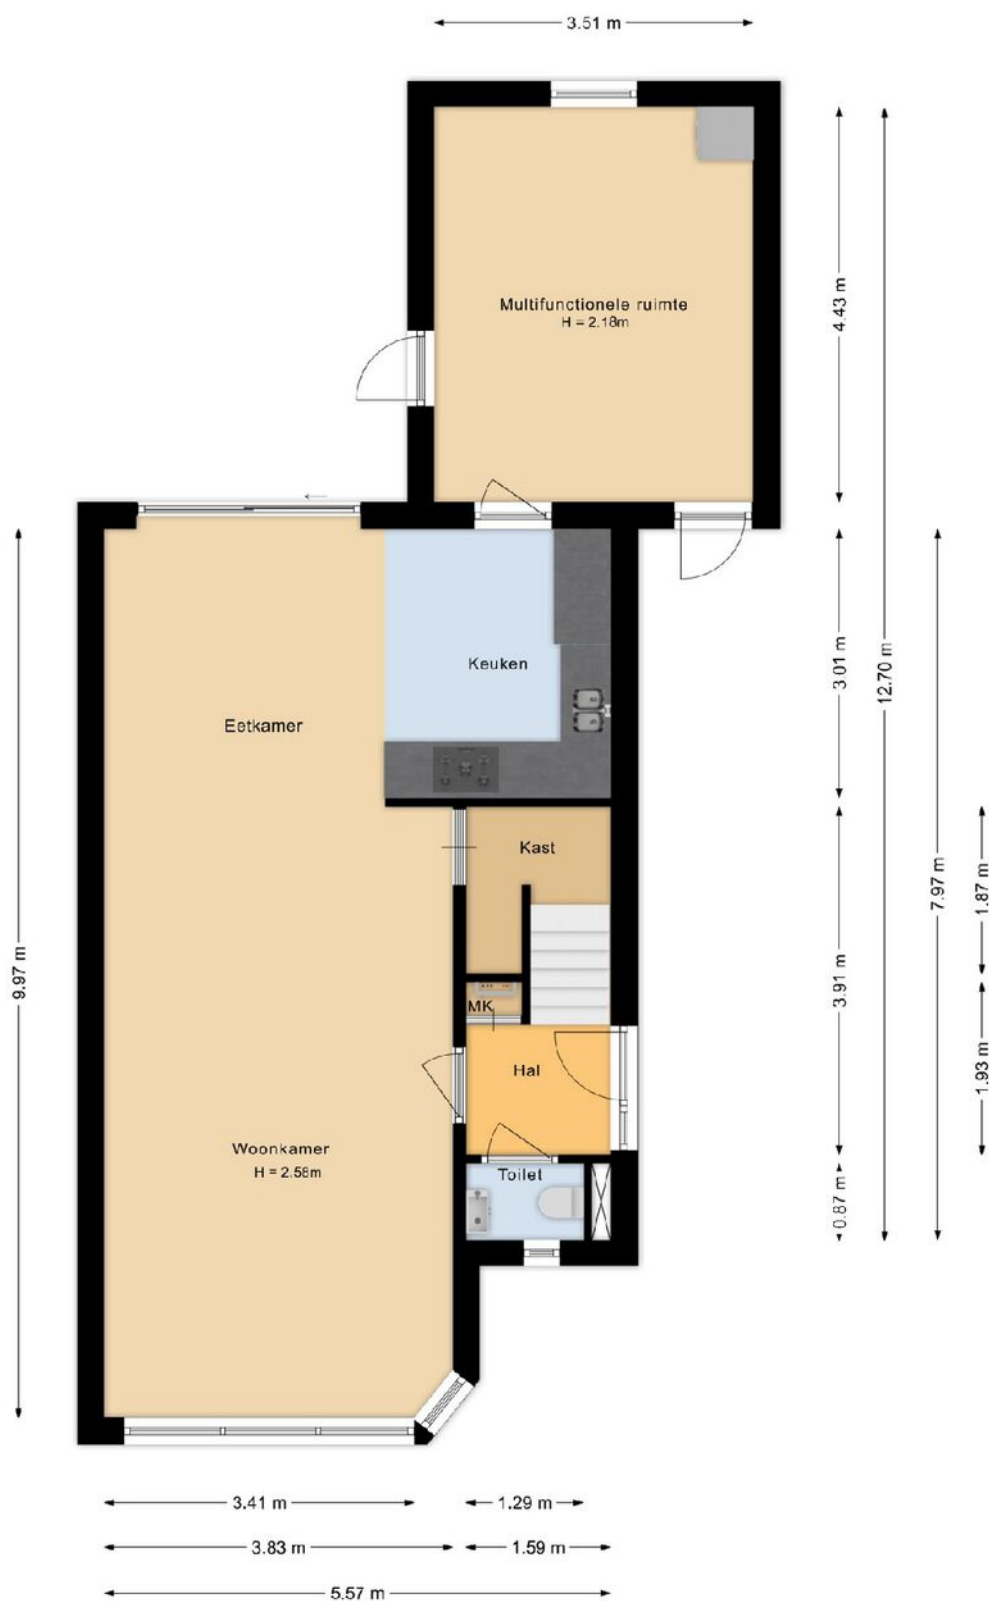 3.51 m
Multifunctionele ruimte
H = 2.18m
4.43 m
12.70 m
Keuken
3.01 m
Eetkamer
Kast
1.87 m
7.97 m
9.97 m
3.91 m
MK
Hal
1.93 m
Woonkamer
H = 2.58m
Toilet
0.87 m
3.41 m
1.29 m
3.83 m
1.59 m
5.57 m